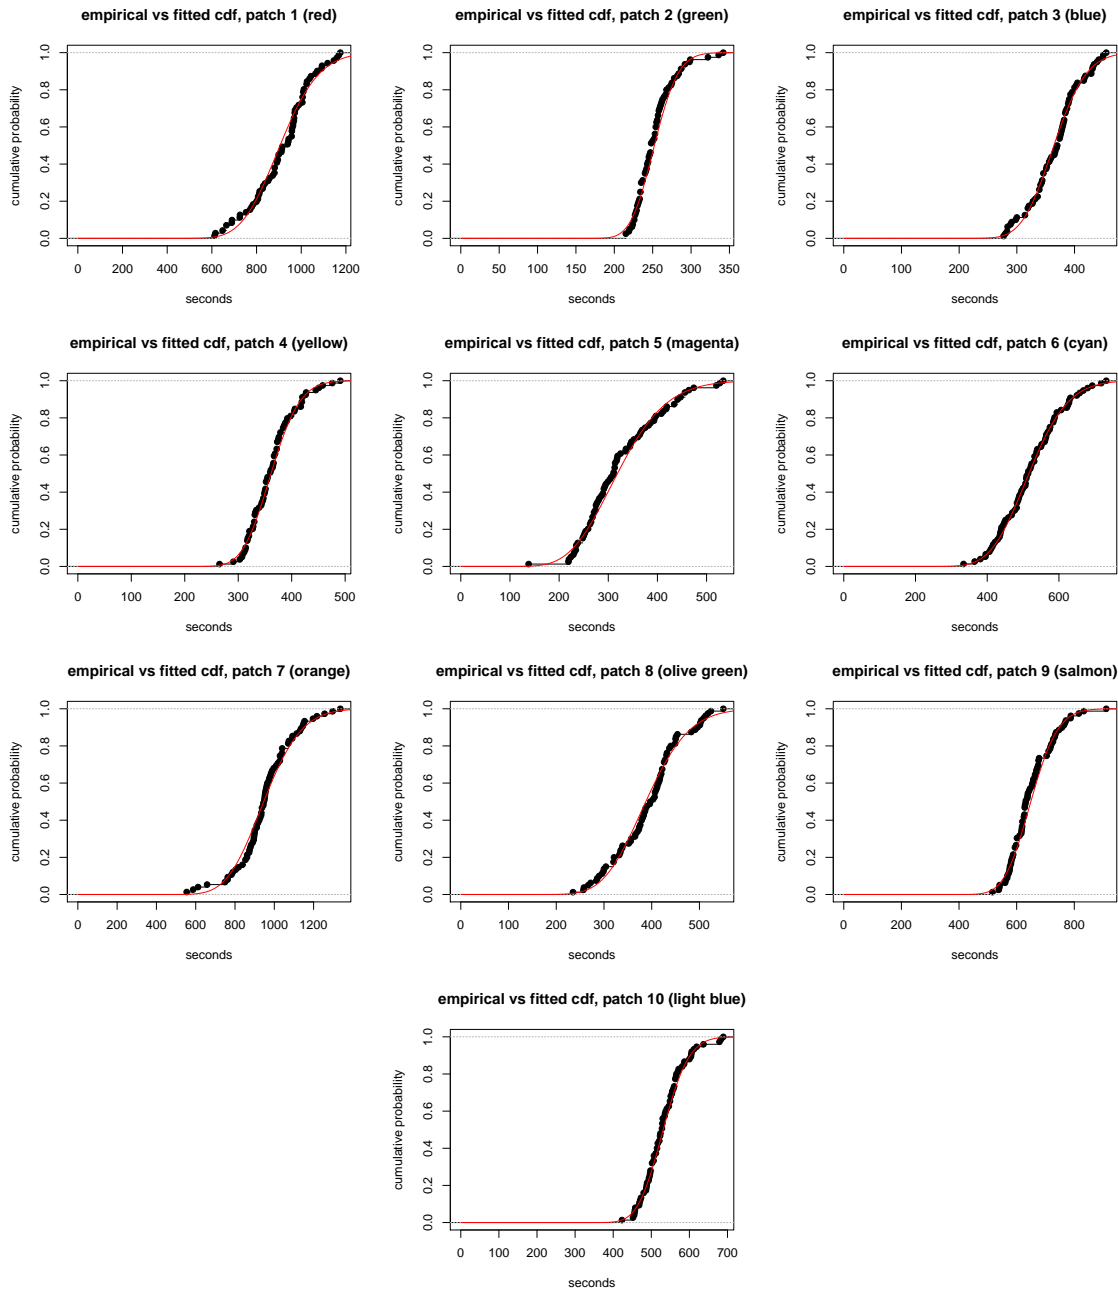 empirical vs fitted cdf, patch 1 (red)
cumulative probability
0.0 0.2 0.4 0.6 0.8 1.0
0 200 400 600 800 1000 1200
seconds
empirical vs fitted cdf, patch 2 (green)
cumulative probability
0.0 0.2 0.4 0.6 0.8 1.0
0 50 100 150 200 250 300 350
seconds
empirical vs fitted cdf, patch 3 (blue)
cumulative probability
0.0 0.2 0.4 0.6 0.8 1.0
0 100 200 300 400
seconds
empirical vs fitted cdf, patch 4 (yellow)
cumulative probability
0.0 0.2 0.4 0.6 0.8 1.0
0 100 200 300 400 500
seconds
empirical vs fitted cdf, patch 5 (magenta)
cumulative probability
0.0 0.2 0.4 0.6 0.8 1.0
0 100 200 300 400 500
seconds
empirical vs fitted cdf, patch 6 (cyan)
cumulative probability
0.0 0.2 0.4 0.6 0.8 1.0
0 200 400 600
seconds
empirical vs fitted cdf, patch 7 (orange)
cumulative probability
0.0 0.2 0.4 0.6 0.8 1.0
0 200 400 600 800 1200
seconds
empirical vs fitted cdf, patch 8 (olive green)
cumulative probability
0.0 0.2 0.4 0.6 0.8 1.0
0 100 200 300 400 500
seconds
empirical vs fitted cdf, patch 9 (salmon)
cumulative probability
0.0 0.2 0.4 0.6 0.8 1.0
0 200 400 600 800
seconds
empirical vs fitted cdf, patch 10 (light blue)
cumulative probability
0.0 0.2 0.4 0.6 0.8 1.0
0 100 200 300 400 500 600 700
seconds